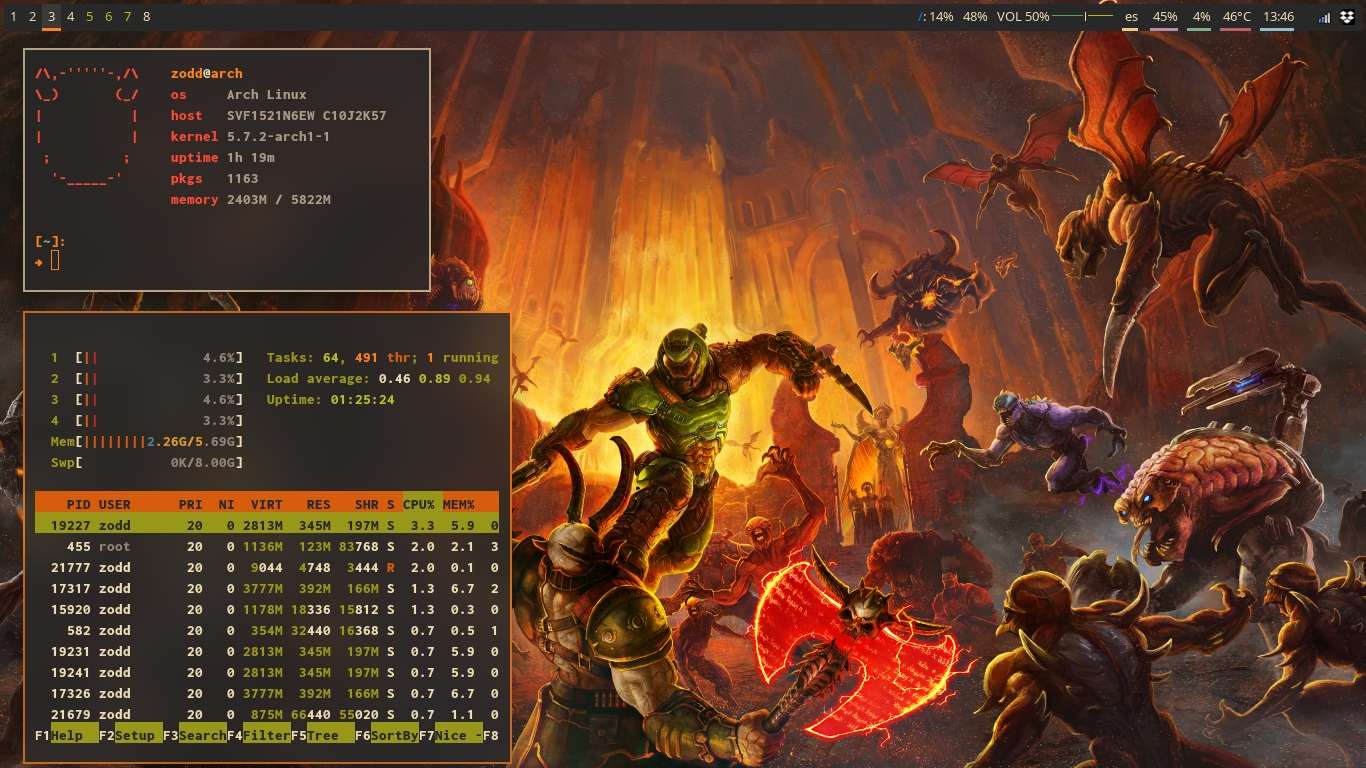 1 2 3 4 5 6 7 8 /: 14% 48% VOL 50% es 45% 4% 46°C 13:46
zodd@arch
os Arch Linux
host SVF1521N6EW C10J2K57
kernel 5.7.2-arch1-1
uptime 1h 19m
pkgs 1163
memory 2403M / 5822M
[~]:
➜
1 [|| 4.6%] Tasks: 64, 491 thr; 1 running
2 [|| 3.3%] Load average: 0.46 0.89 0.94
3 [|| 4.6%] Uptime: 01:25:24
4 [|| 3.3%]
Mem[||||||||2.26G/5.69G]
Swp[ 0K/8.00G]
PID USER PRI NI VIRT RES SHR S CPU% MEM%
19227 zodd 20 0 2813M 345M 197M S 3.3 5.9 0
455 root 20 0 1136M 123M 83768 S 2.0 2.1 3
21777 zodd 20 0 9044 4748 3444 R 2.0 0.1 0
17317 zodd 20 0 3777M 392M 166M S 1.3 6.7 2
15920 zodd 20 0 1178M 18336 15812 S 1.3 0.3 0
582 zodd 20 0 354M 32440 16368 S 0.7 0.5 1
19231 zodd 20 0 2813M 345M 197M S 0.7 5.9 0
19241 zodd 20 0 2813M 345M 197M S 0.7 5.9 0
17326 zodd 20 0 3777M 392M 166M S 0.7 6.7 0
21679 zodd 20 0 875M 66440 55020 S 0.7 1.1 0
F1Help F2Setup F3SearchF4FilterF5Tree F6SortByF7Nice -F8